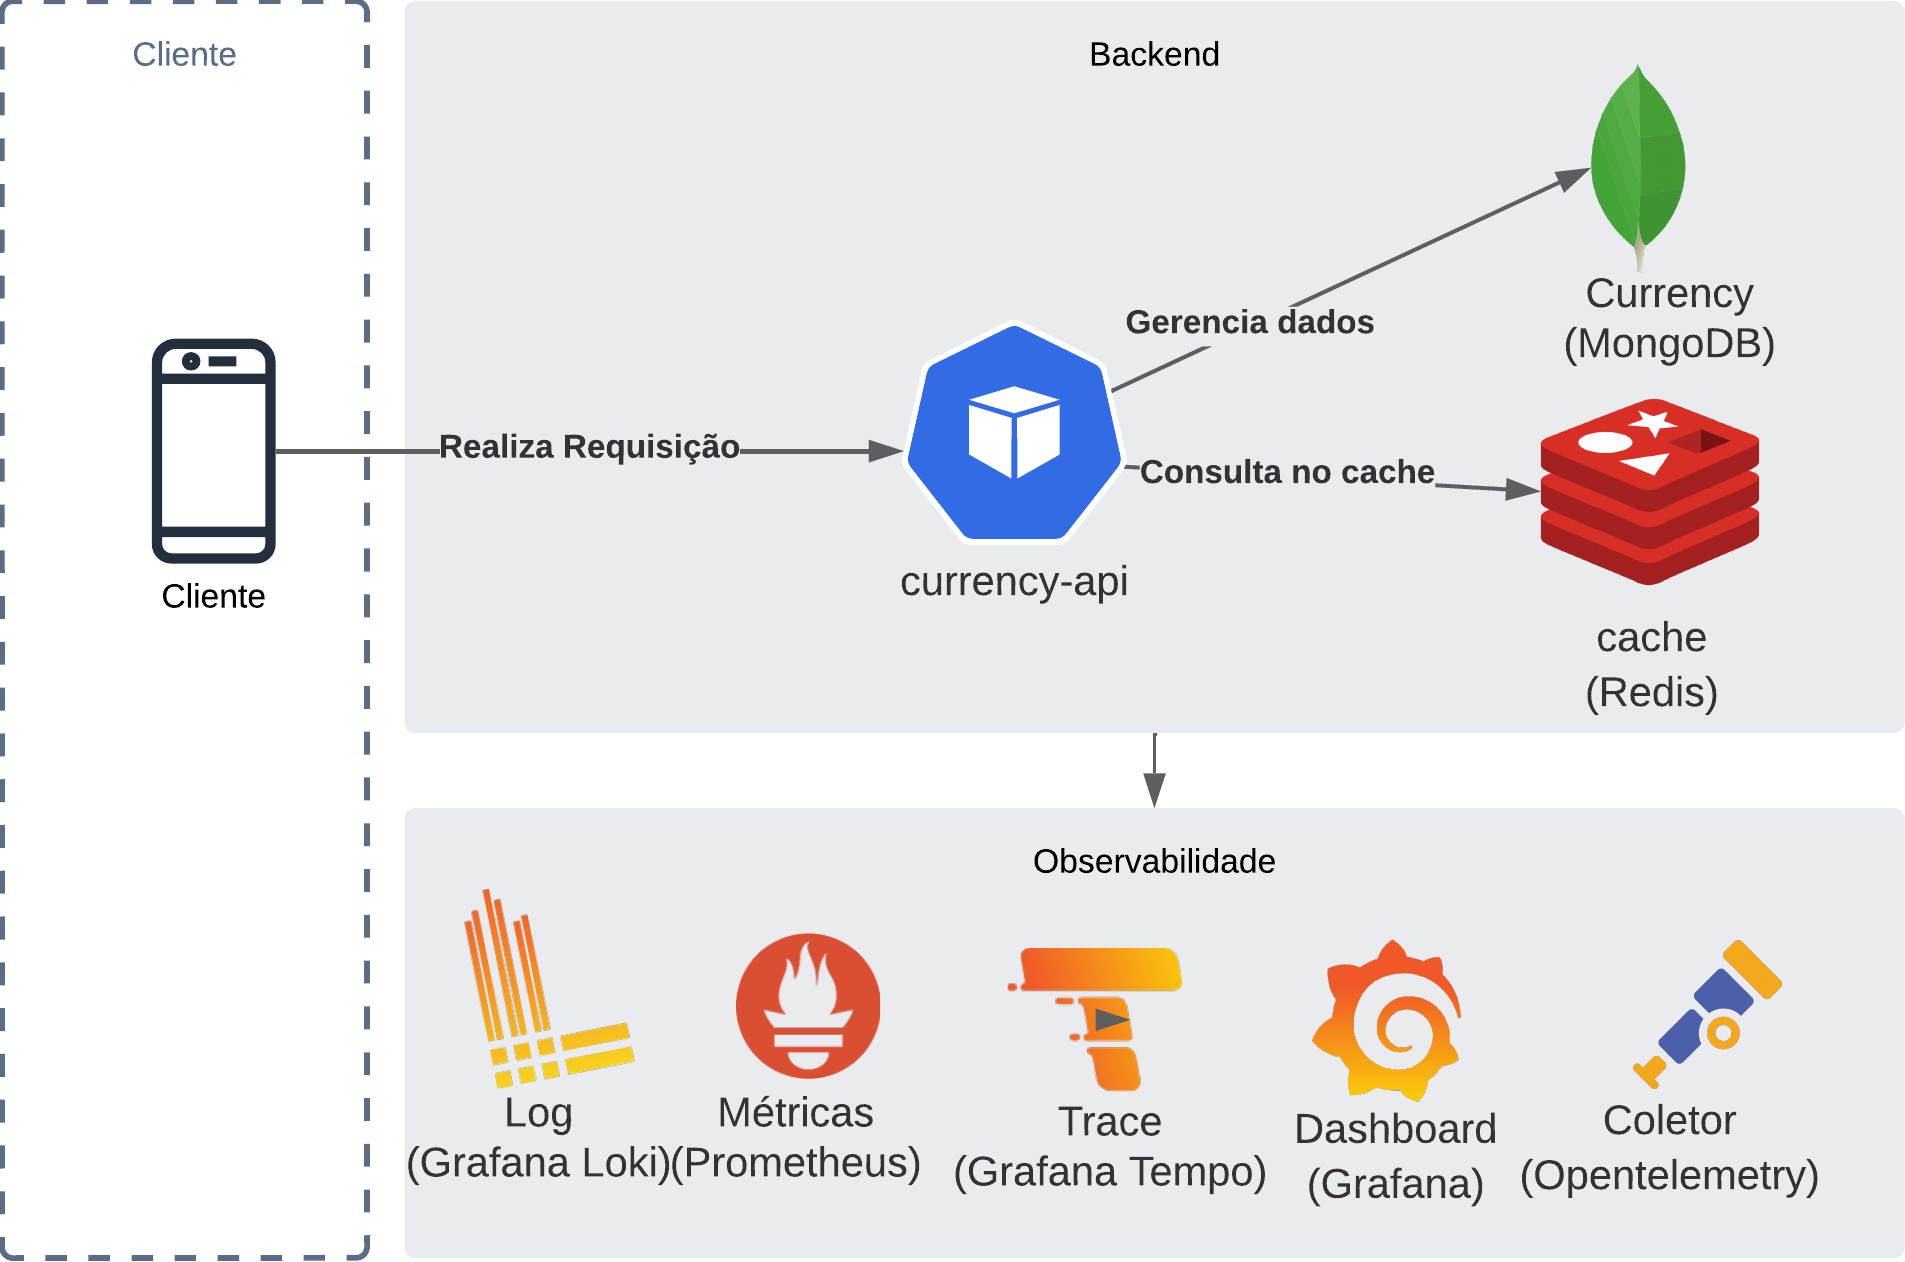 Cliente
Backend
Currency
(MongoDB)
Gerencia dados
Realiza Requisição
Consulta no cache
currency-api
Cliente
cache
(Redis)
Observabilidade
Log
(Grafana Loki)
Métricas
(Prometheus)
Trace
(Grafana Tempo)
Dashboard
(Grafana)
Coletor
(Opentelemetry)